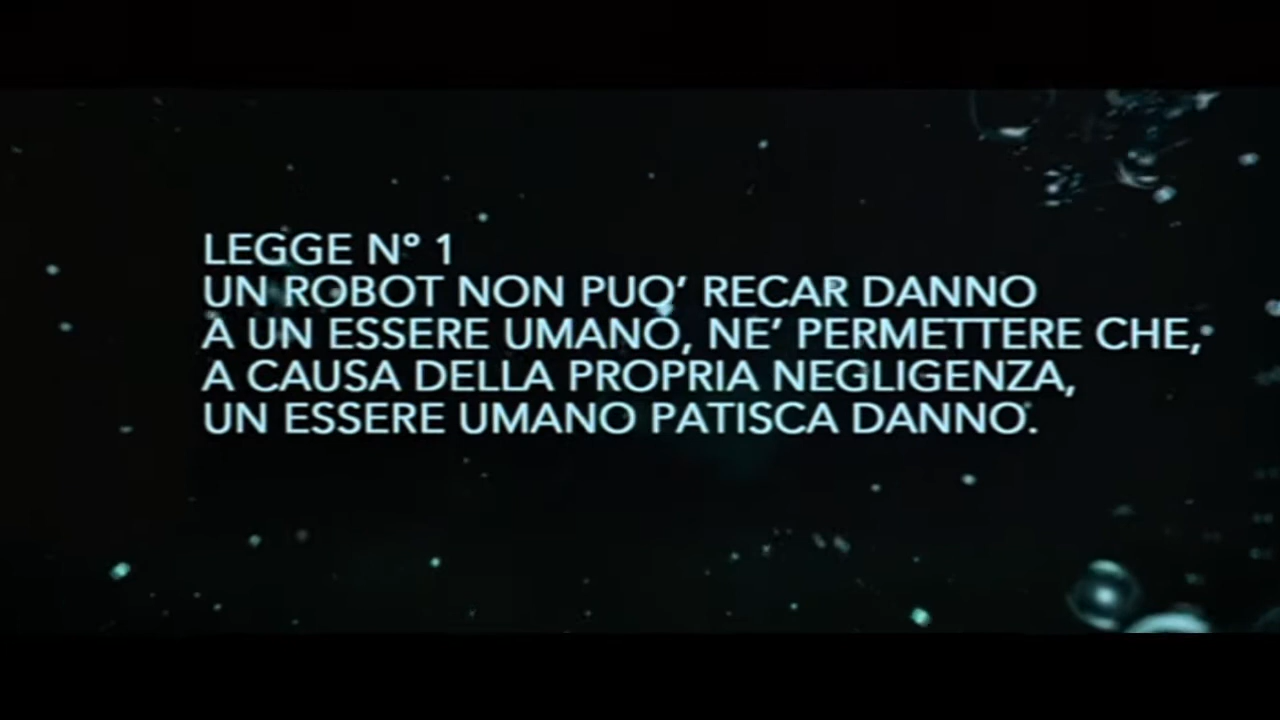 LEGGE N° 1
UN ROBOT NON PUO' RECAR DANNO
A UN ESSERE UMANO, NE' PERMETTERE CHE,
A CAUSA DELLA PROPRIA NEGLIGENZA,
UN ESSERE UMANO PATISCA DANNO.